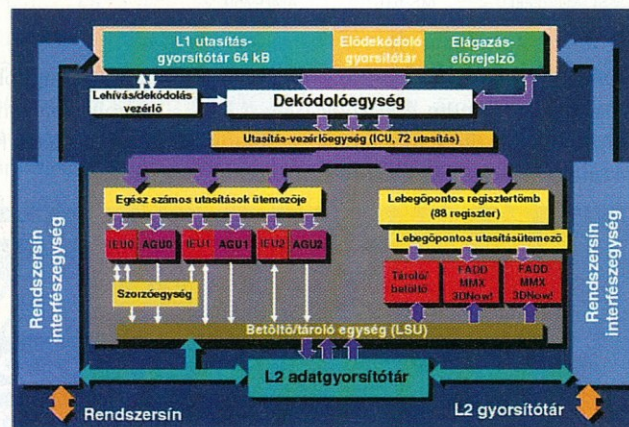 L1 utasítás-
gyorsítótár 64 kB
Elődekódoló
gyorsítótár
Elágazás-
előrejelző
Lehívás/dekódolás
vezérlő
Dekódolóegység
Utasítás-vezérlőegység (ICU, 72 utasítás)
Egész számos utasítások ütemezője
Lebegőpontos regisztertömb
(88 regiszter)
Lebegőpontos utasításütemező
IEU0
AGU0
IEU1
AGU1
IEU2
AGU2
Tároló/
betöltő
FADD
MMX
3DNow!
FADD
MMX
3DNow!
Szorzóegység
Betöltő/tároló egység (LSU)
L2 adatgyorsítótár
Rendszersín
interfészegység
Rendszersín
interfészegység
Rendszersín
L2 gyorsítótár